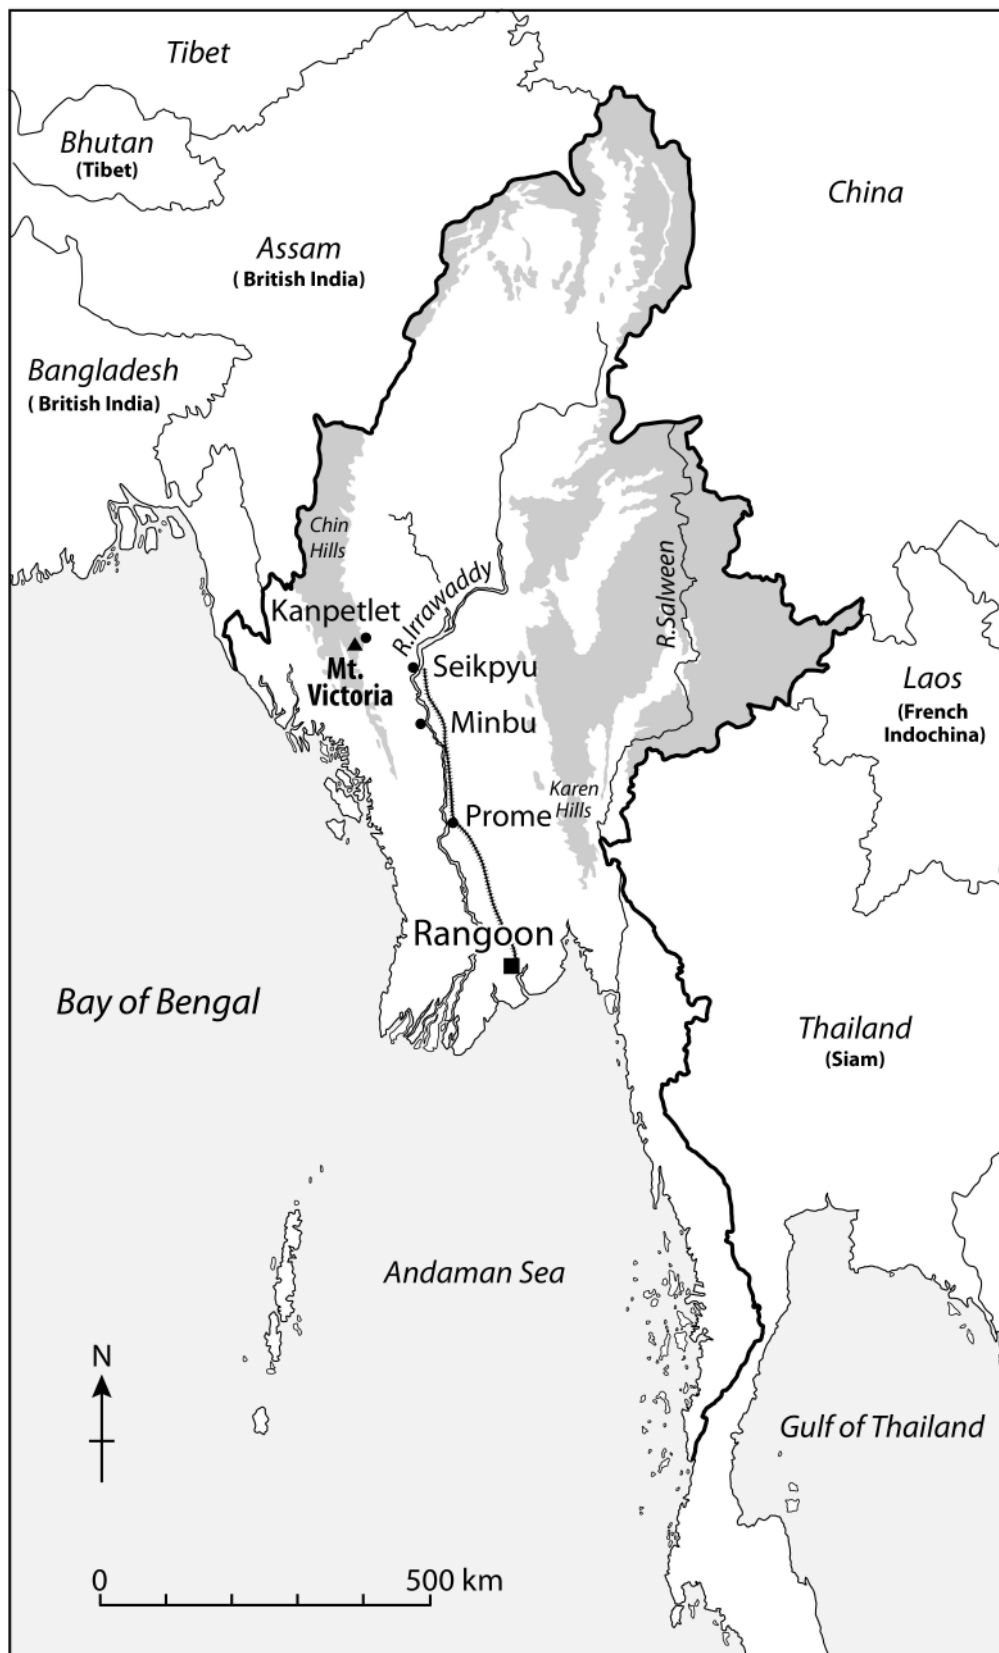 Tibet
Bhutan
(Tibet)
China
Assam
( British India)
Bangladesh
( British India)
Chin
Hills
R.Irrawaddy
R.Salween
Kanpetlet
Mt.
Victoria
Seikpyu
Laos
(French
Indochina)
Minbu
Karen
Hills
Prome
Rangoon
Bay of Bengal
Thailand
(Siam)
Andaman Sea
N
Gulf of Thailand
0 500 km